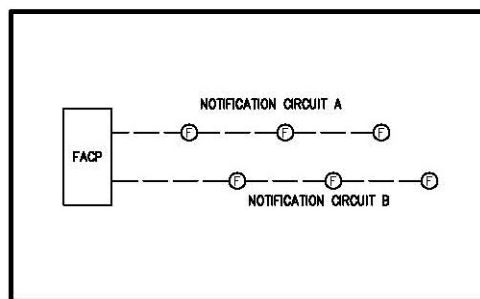 NOTIFICATION CIRCUIT A
F F F
FACP
F F F
NOTIFICATION CIRCUIT B